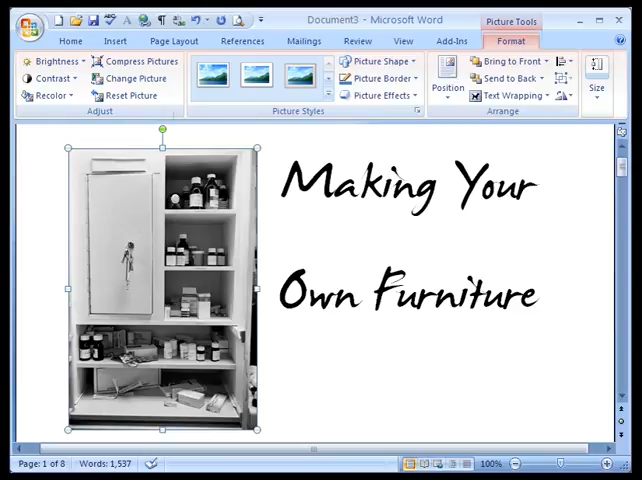 Document3 - Microsoft Word
Picture Tools
Home
Insert
Page Layout
References
Mailings
Review
View
Add-Ins
Format
Brightness
Compress Pictures
Picture Shape
Bring to Front
Contrast
Change Picture
Picture Border
Send to Back
Recolor
Reset Picture
Picture Effects
Position
Text Wrapping
Size
Adjust
Picture Styles
Arrange
Making Your
Own Furniture
Page: 1 of 8
Words: 1,537
100%